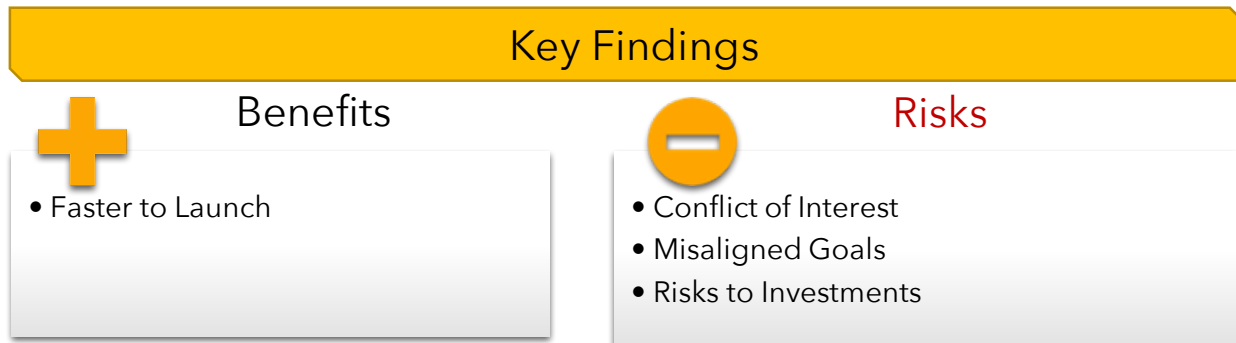 Key Findings
Benefits
• Faster to Launch
Risks
• Conflict of Interest
• Misaligned Goals
• Risks to Investments